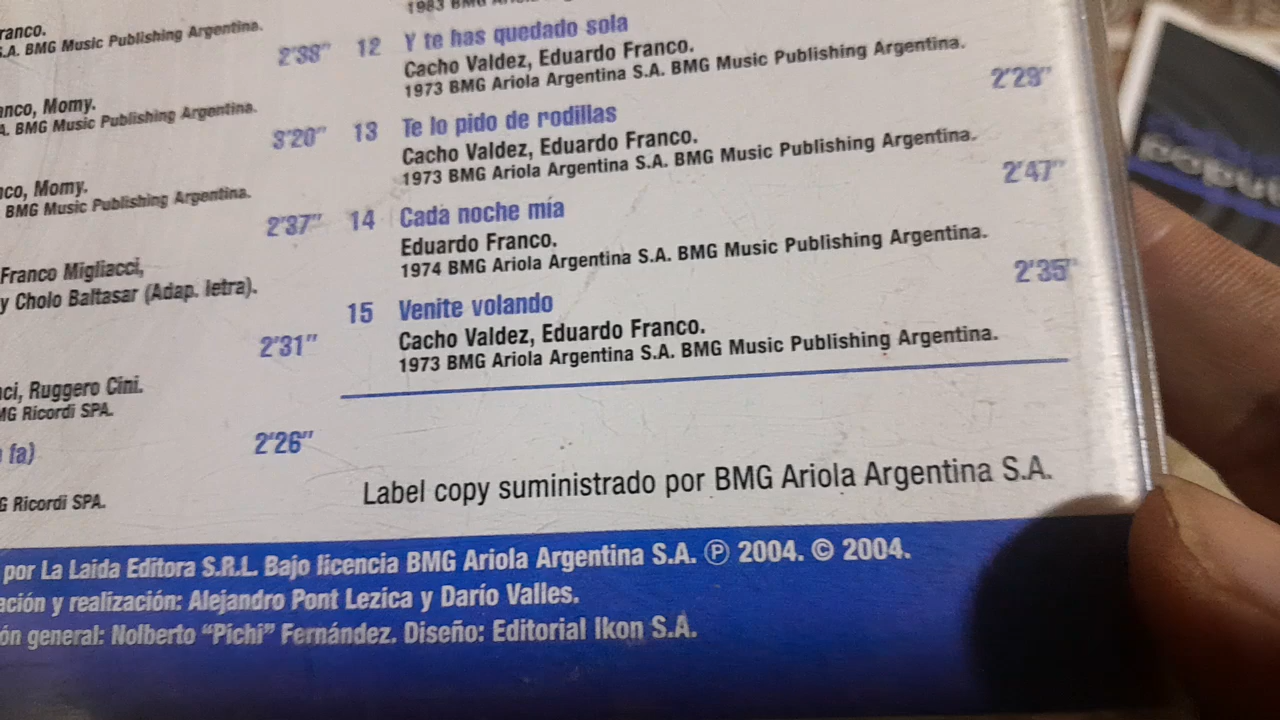 Franco.
S.A. BMG Music Publishing Argentina.
2'38"
Franco, Momy.
A. BMG Music Publishing Argentina.
3'20"
Franco, Momy.
BMG Music Publishing Argentina.
2'37"
Franco Migliacci,
y Cholo Baltasar (Adap. letra).
2'31"
ci, Ruggero Cini.
MG Ricordi SPA.
fa)
2'26"
G Ricordi SPA.
1983 BMG
12 Y te has quedado sola
Cacho Valdez, Eduardo Franco.
1973 BMG Ariola Argentina S.A. BMG Music Publishing Argentina.
2'29"
13 Te lo pido de rodillas
Cacho Valdez, Eduardo Franco.
1973 BMG Ariola Argentina S.A. BMG Music Publishing Argentina.
2'47"
14 Cada noche mía
Eduardo Franco.
1974 BMG Ariola Argentina S.A. BMG Music Publishing Argentina.
2'35"
15 Venite volando
Cacho Valdez, Eduardo Franco.
1973 BMG Ariola Argentina S.A. BMG Music Publishing Argentina.
Label copy suministrado por BMG Ariola Argentina S.A.
por La Laida Editora S.R.L. Bajo licencia BMG Ariola Argentina S.A. Ⓟ 2004. © 2004.
ación y realización: Alejandro Pont Lezica y Darío Valles.
ón general: Nolberto "Pichi" Fernández. Diseño: Editorial Ikon S.A.